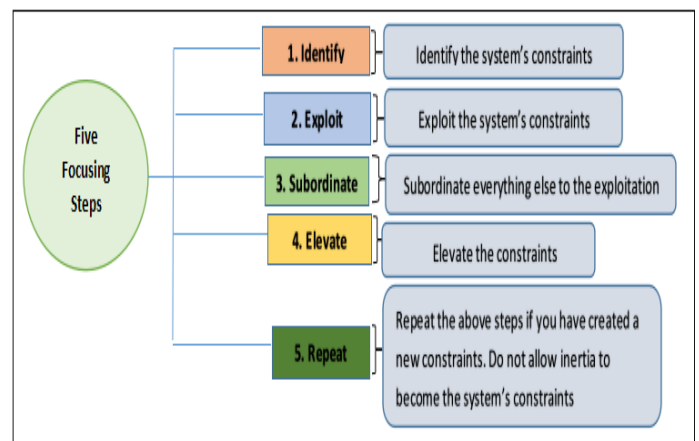 Five
Focusing
Steps
1. Identify
Identify the system's constraints
2. Exploit
Exploit the system's constraints
3. Subordinate
Subordinate everything else to the exploitation
4. Elevate
Elevate the constraints
5. Repeat
Repeat the above steps if you have created a
new constraints. Do not allow inertia to
become the system's constraints